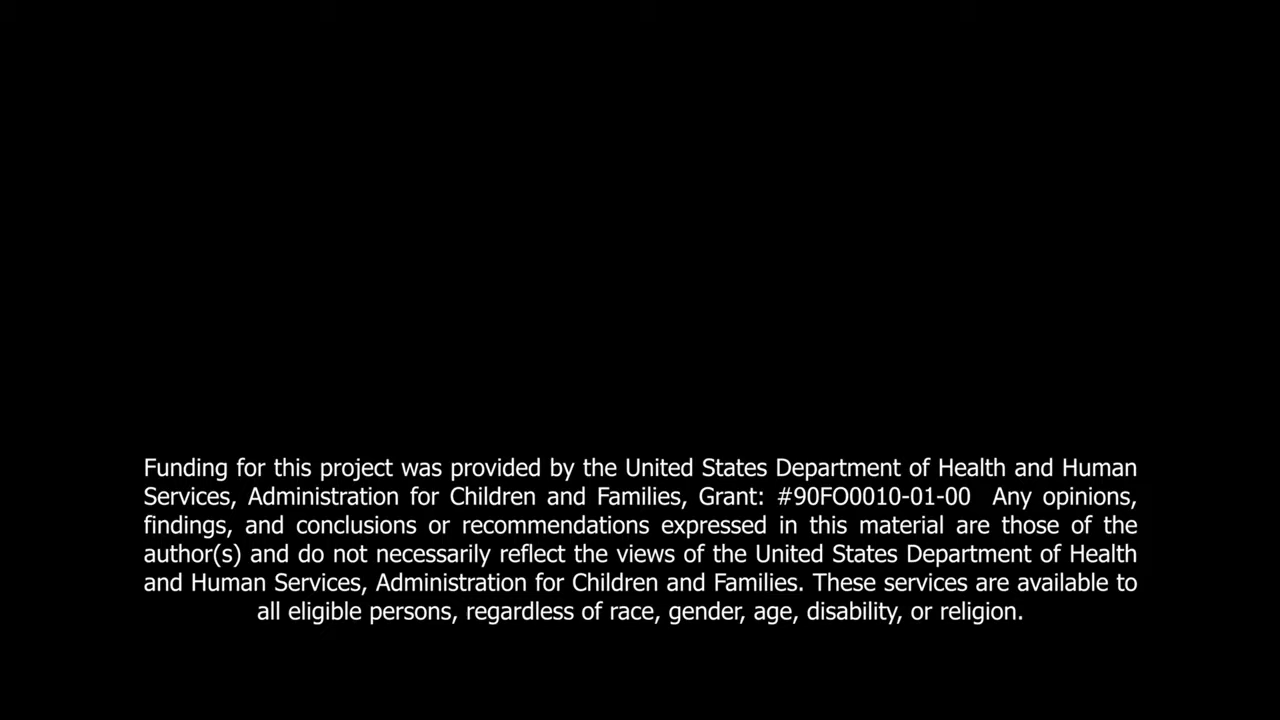 Funding for this project was provided by the United States Department of Health and Human
Services, Administration for Children and Families, Grant: #90FO0010-01-00  Any opinions,
findings, and conclusions or recommendations expressed in this material are those of the
author(s) and do not necessarily reflect the views of the United States Department of Health
and Human Services, Administration for Children and Families. These services are available to
all eligible persons, regardless of race, gender, age, disability, or religion.